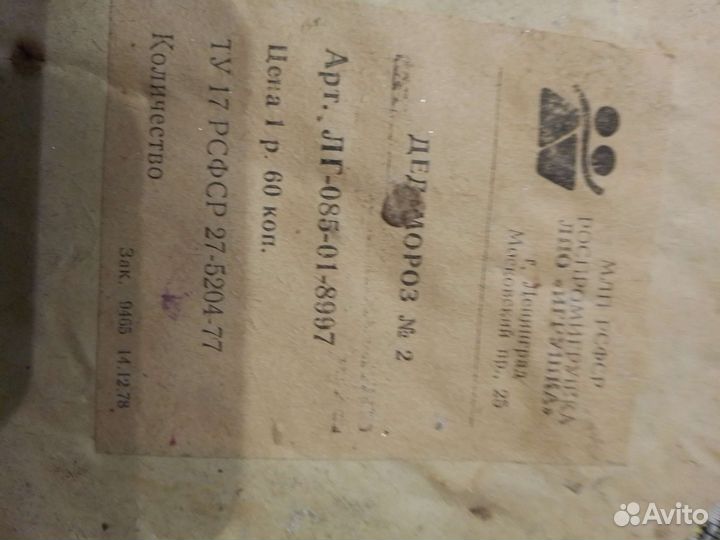 МЛП РСФСР
РОСПРОМИГРУШКА
ЛПО «ИГРУШКА»
г. Ленинград
Московский пр., 25
ДЕД МОРОЗ № 2
Арт. ЛГ-085-01-8997
Цена 1 р. 60 коп.
ТУ 17 РСФСР 27-5204-77
Количество
Зак. 9465 14.12.78
Avito